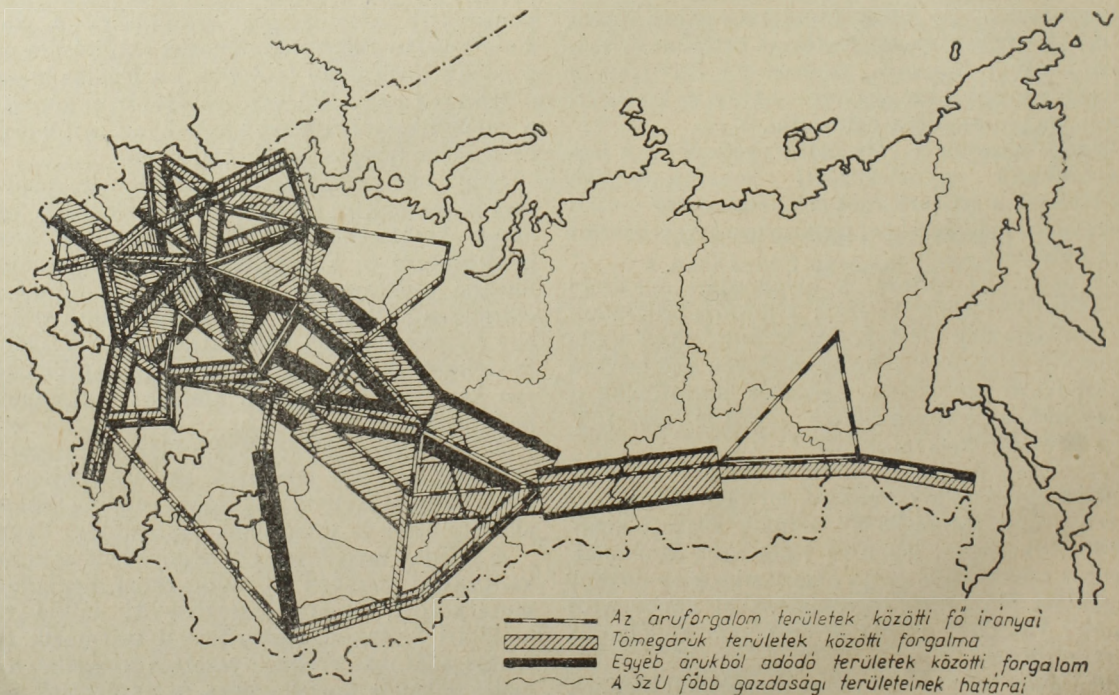 Az áruforgalom területek közötti fő irányai
Tömegáruk területek közötti forgalma
Egyéb árukból adódó területek közötti forgalom
A SzU főbb gazdasági területeinek határai